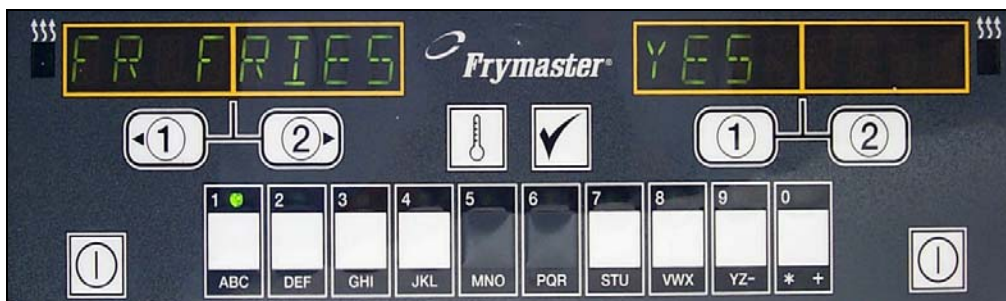 FR FRIES
Frymaster®
YES
1
2
1
2
1 2 3 4 5 6 7 8 9 0
ABC DEF GHI JKL MNO PQR STU VWX YZ- * +